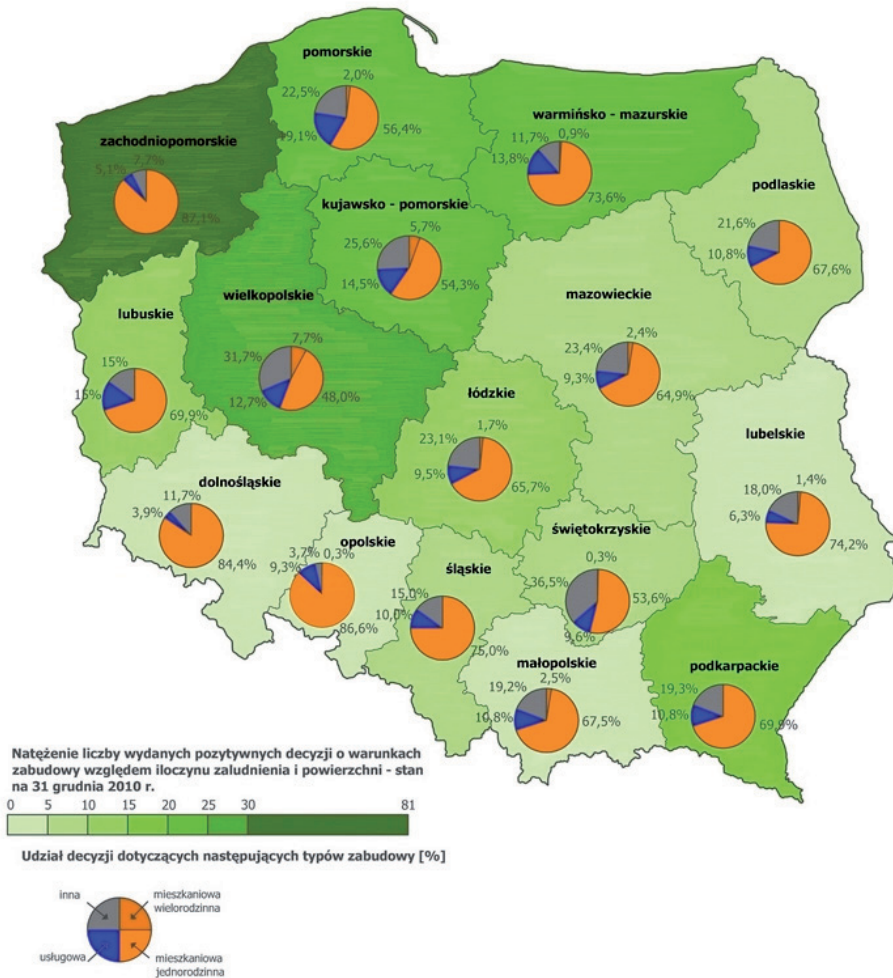 pomorskie
2,0%
22,5%
19,1%
56,4%
warmińsko - mazurskie
11,7%
0,9%
13,8%
73,6%
zachodniopomorskie
5,1%
7,7%
87,1%
podlaskie
21,6%
10,8%
67,6%
kujawsko - pomorskie
5,7%
25,6%
14,5%
54,3%
wielkopolskie
7,7%
31,7%
12,7%
48,0%
mazowieckie
2,4%
23,4%
9,3%
64,9%
lubuskie
15%
15%
69,9%
łódzkie
1,7%
23,1%
9,5%
65,7%
lubelskie
1,4%
18,0%
6,3%
74,2%
dolnośląskie
11,7%
3,9%
84,4%
opolskie
3,7%
0,3%
9,3%
86,6%
śląskie
15,0%
10,0%
75,0%
świętokrzyskie
0,3%
36,5%
53,6%
9,6%
małopolskie
2,5%
19,2%
10,8%
67,5%
podkarpackie
19,3%
10,8%
69,9%
Natężenie liczby wydanych pozytywnych decyzji o warunkach
zabudowy względem iloczynu zaludnienia i powierzchni - stan
na 31 grudnia 2010 r.
0 5 10 15 20 25 30 81
Udział decyzji dotyczących następujących typów zabudowy [%]
inna
mieszkaniowa
wielorodzinna
usługowa
mieszkaniowa
jednorodzinna